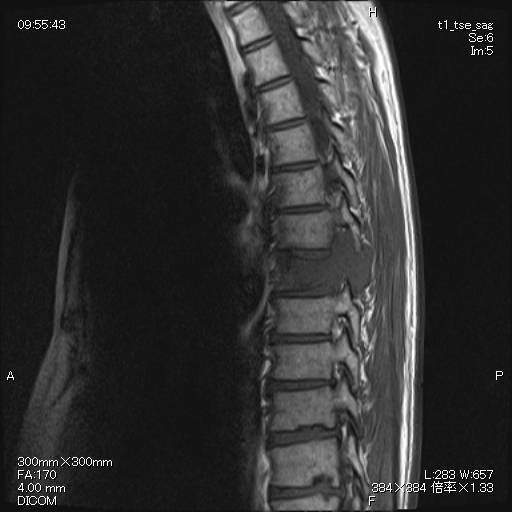 H
09:55:43
t1_tse_sag
Se:6
Im:5
A
P
300mm×300mm
FA:170
4.00 mm
DICOM
L:283 W:657
384×384 倍率×1.33
F